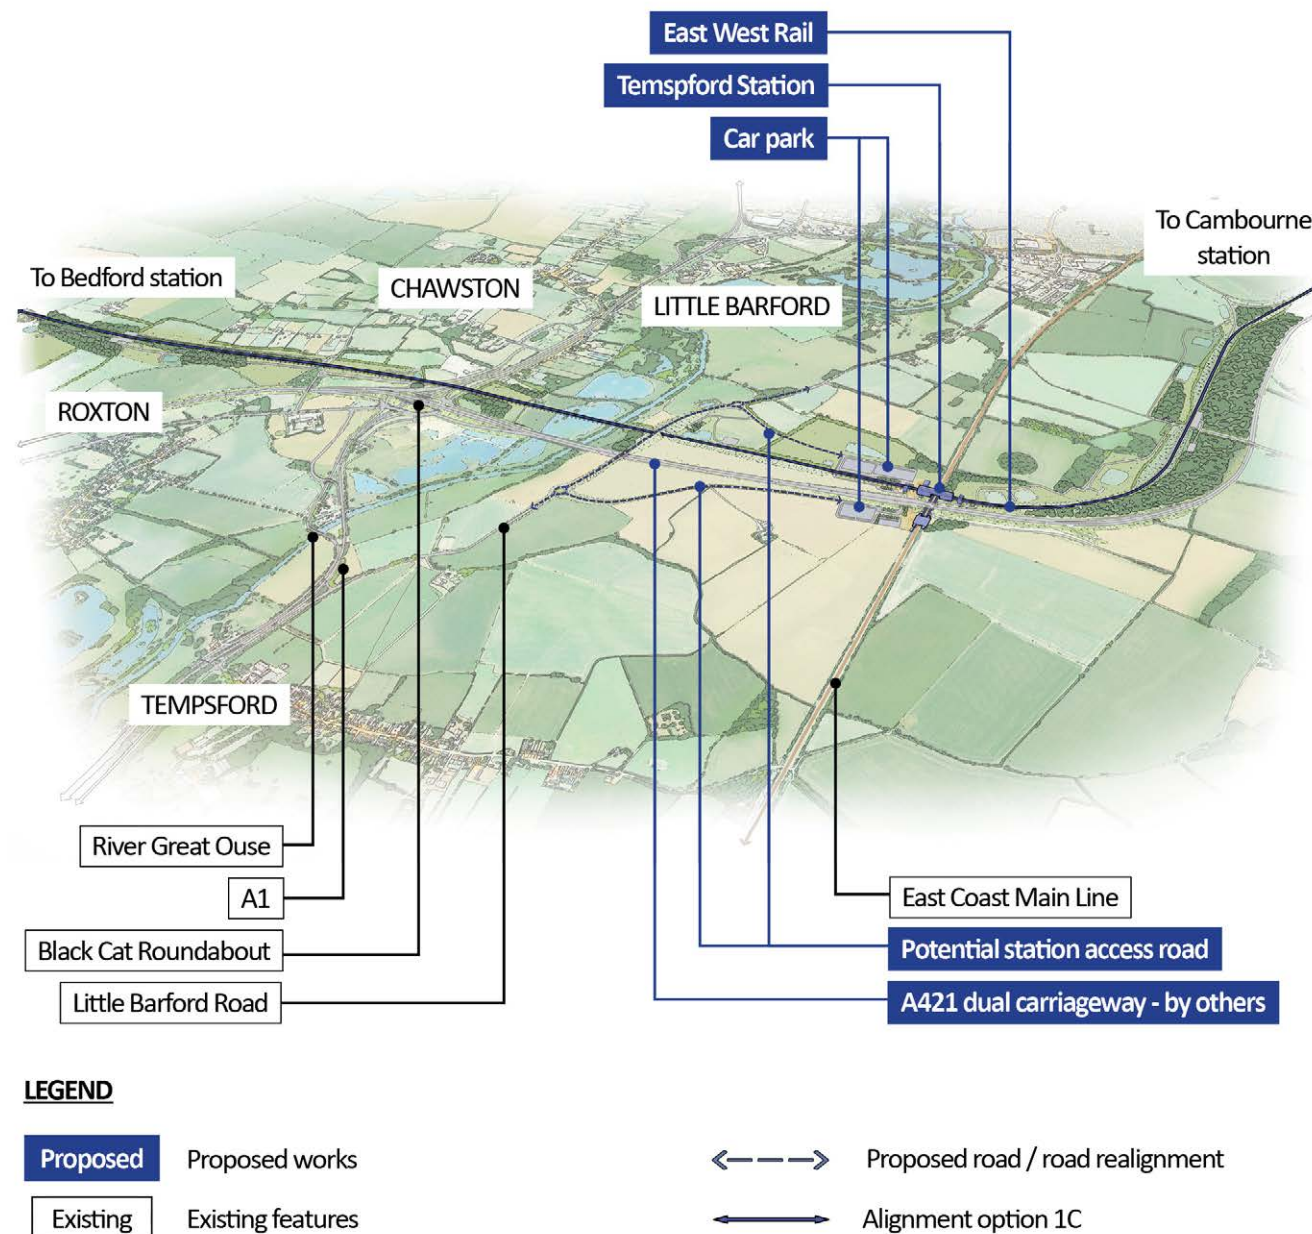 East West Rail
Temspford Station
Car park
To Cambourne
station
To Bedford station
CHAWSTON
LITTLE BARFORD
ROXTON
TEMPSFORD
River Great Ouse
A1
Black Cat Roundabout
Little Barford Road
East Coast Main Line
Potential station access road
A421 dual carriageway - by others
LEGEND
Proposed Proposed works
Proposed road / road realignment
Existing Existing features
Alignment option 1C